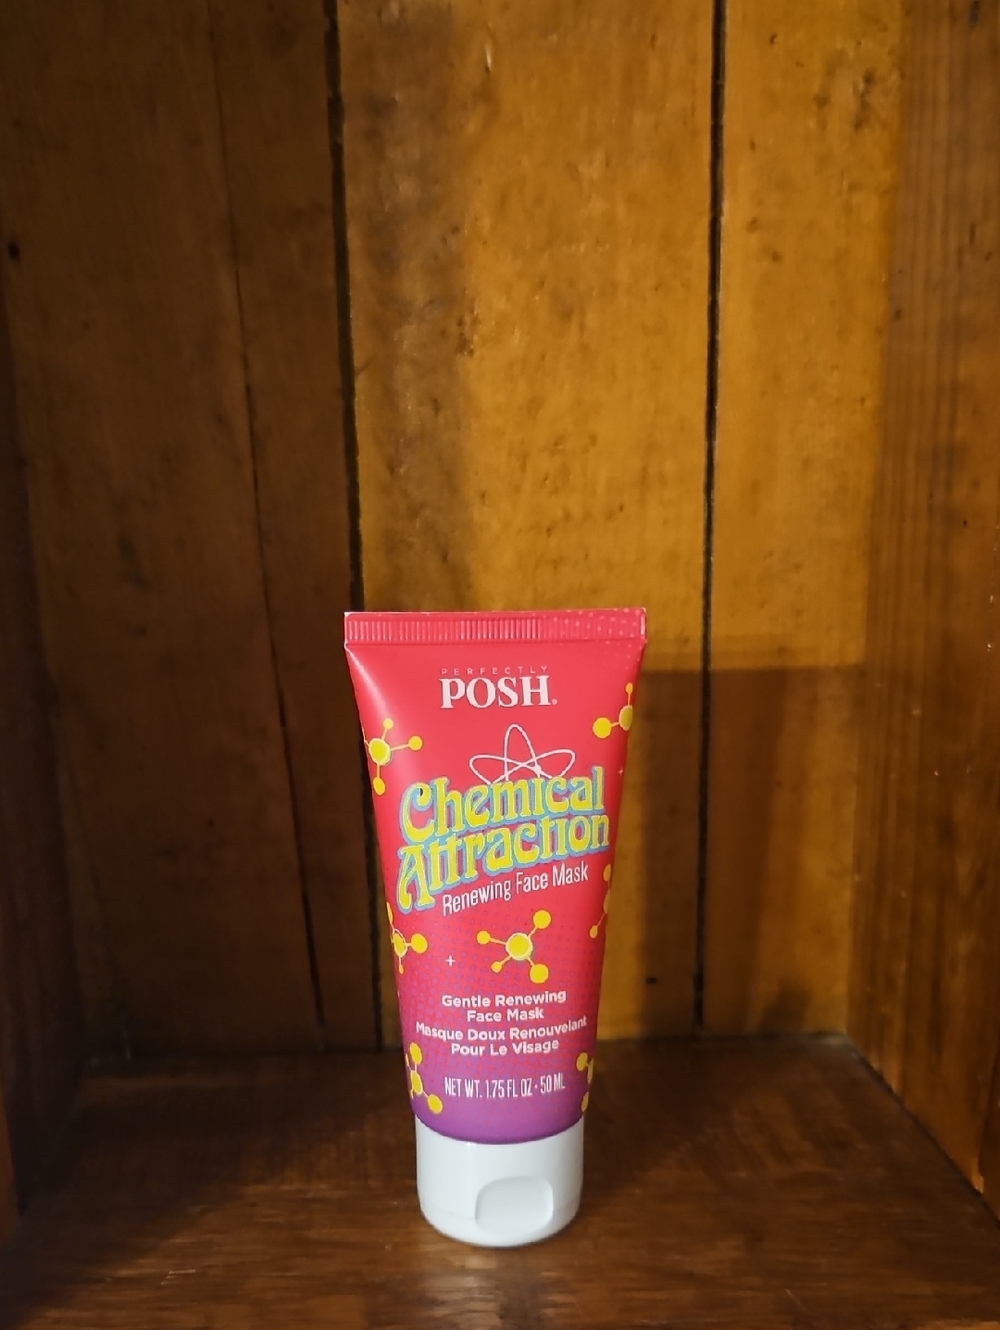 PERFECTLY
POSH®
Chemical
Attraction
Renewing Face Mask
Gentle Renewing
Face Mask
Masque Doux Renouvelant
Pour Le Visage
NET WT. 1.75 FL OZ • 50 ML